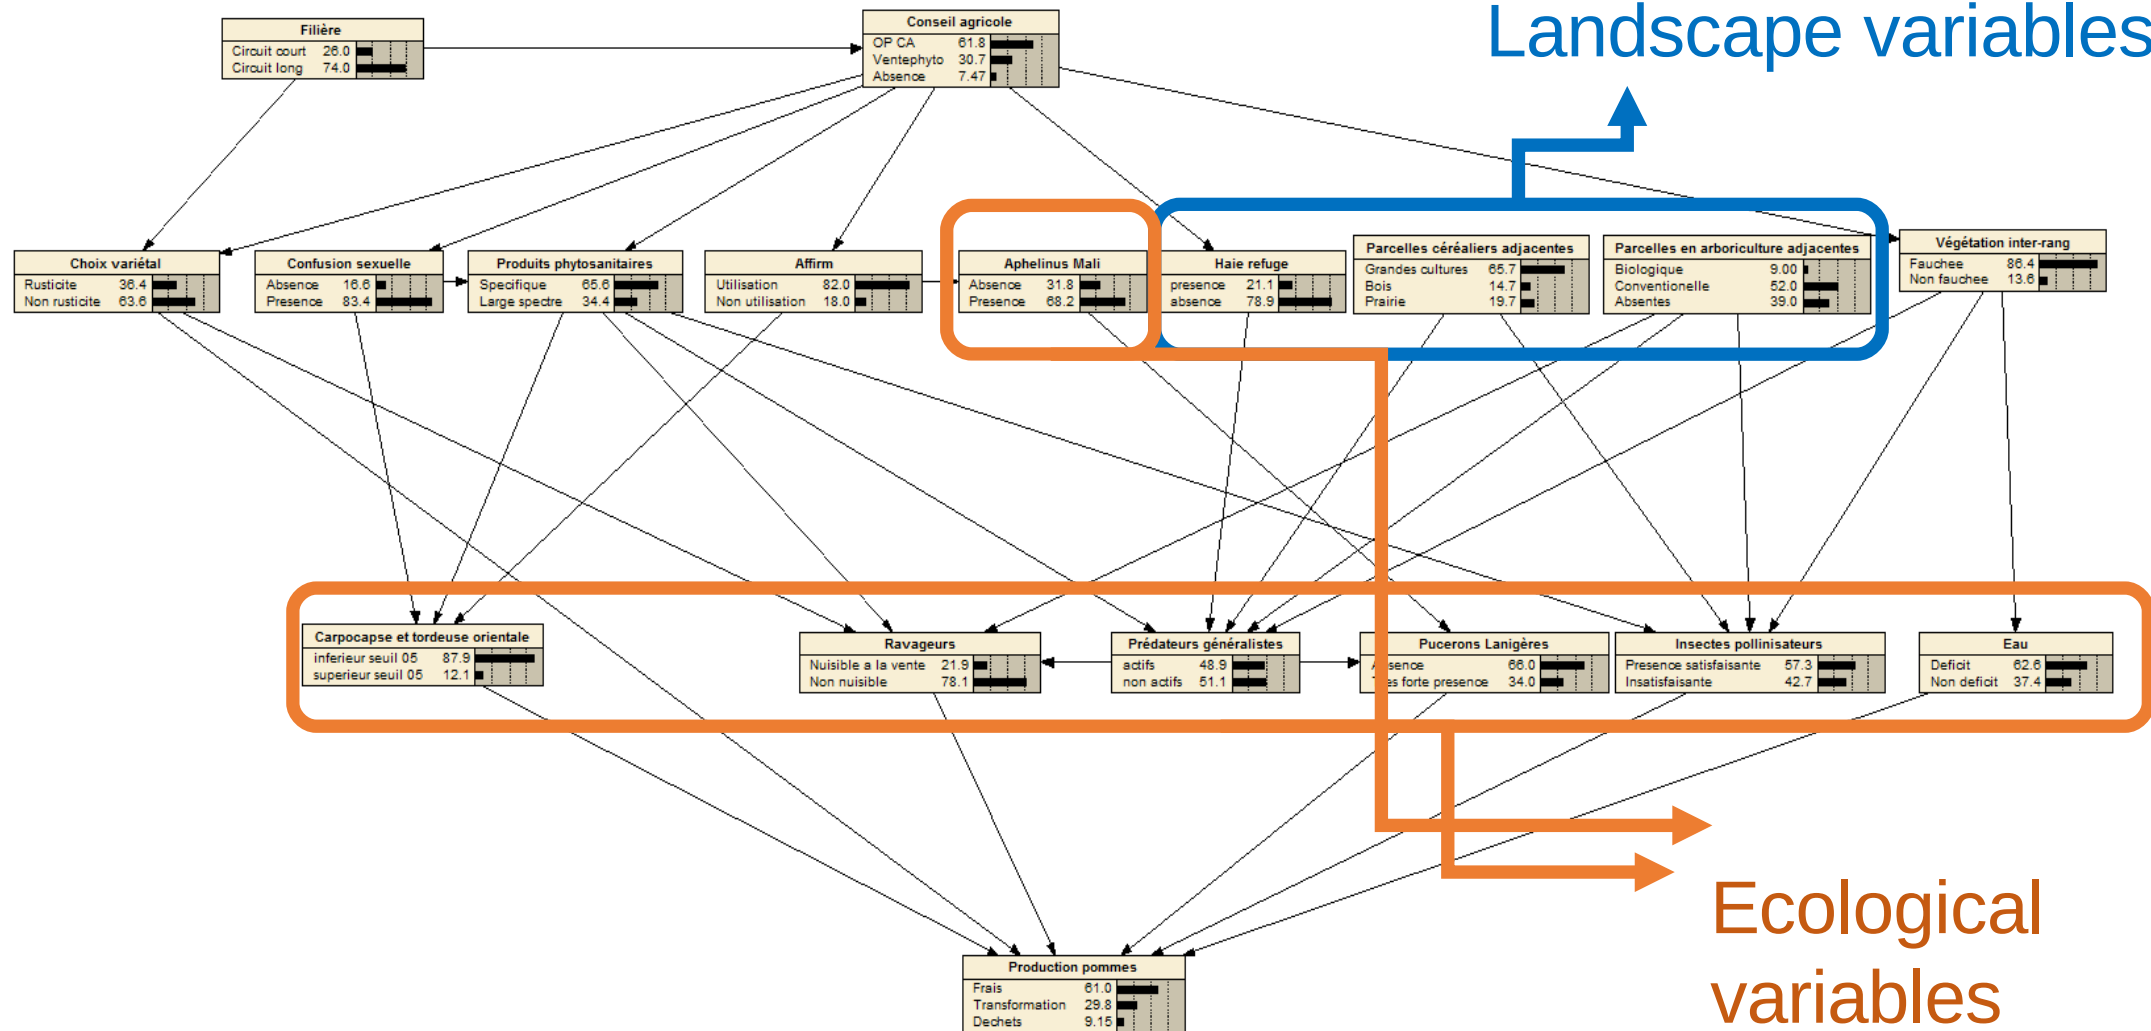 Landscape variables
Filière
Circuit court 26.0
Circuit long 74.0
Conseil agricole
OP CA 61.8
Ventephyto 30.7
Absence 7.47
Choix variétal
Rusticite 36.4
Non rusticite 63.6
Confusion sexuelle
Absence 16.6
Presence 83.4
Produits phytosanitaires
Specifique 65.6
Large spectre 34.4
Affirm
Utilisation 82.0
Non utilisation 18.0
Aphelinus Mali
Absence 31.8
Presence 68.2
Haie refuge
presence 21.1
absence 78.9
Parcelles céréaliers adjacentes
Grandes cultures 65.7
Bois 14.7
Prairie 19.7
Parcelles en arboriculture adjacentes
Biologique 9.00
Conventionelle 52.0
Absentes 39.0
Végétation inter-rang
Fauchee 86.4
Non fauchee 13.6
Carpocapse et tordeuse orientale
inferieur seuil 05 87.9
superieur seuil 05 12.1
Ravageurs
Nuisible a la vente 21.9
Non nuisible 78.1
Prédateurs généralistes
actifs 48.9
non actifs 51.1
Pucerons Lanigères
66.0
forte presence 34.0
Insectes pollinisateurs
Presence satisfaisante 57.3
Insatisfaisante 42.7
Eau
Deficit 62.6
Non deficit 37.4
Production pommes
Frais 61.0
Transformation 29.8
Dechets 9.15
Ecological
variables